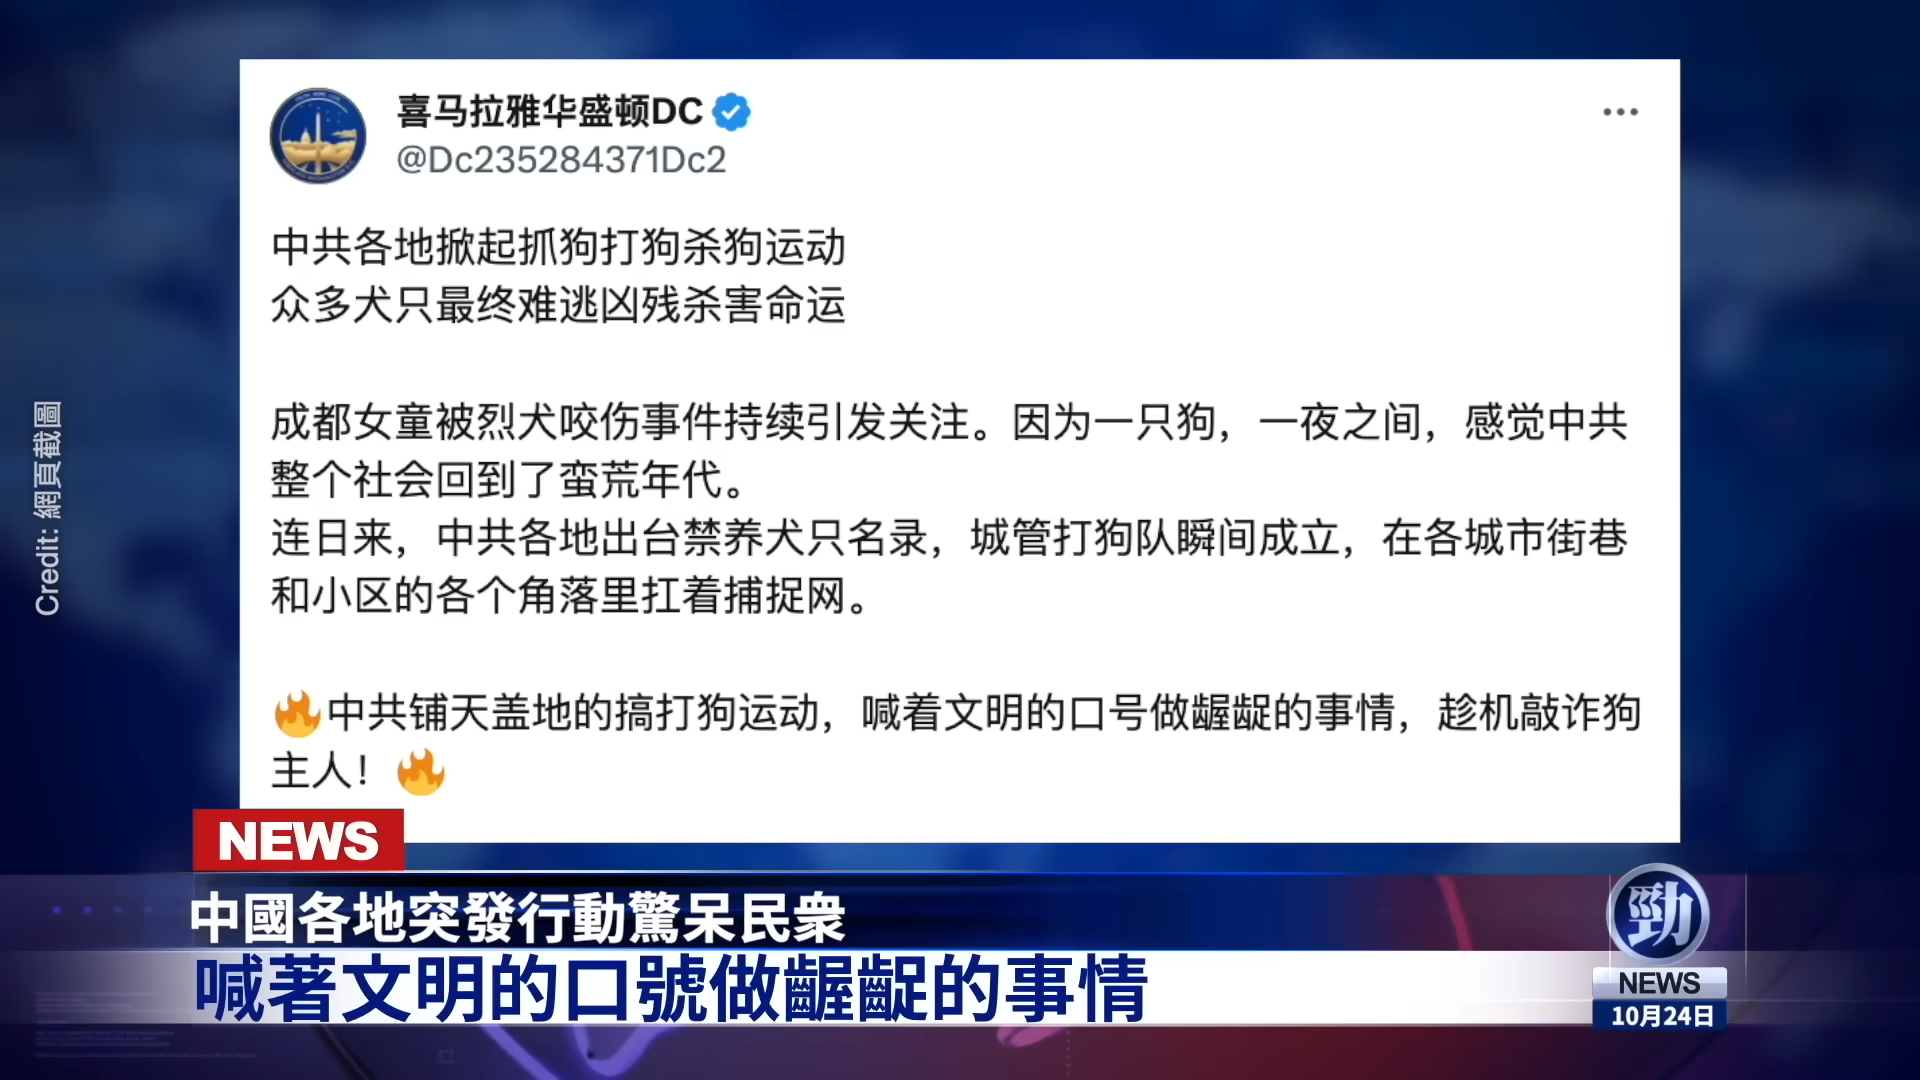 喜马拉雅华盛顿DC
@Dc235284371Dc2
中共各地掀起抓狗打狗杀狗运动
众多犬只最终难逃凶残杀害命运
成都女童被烈犬咬伤事件持续引发关注。因为一只狗，一夜之间，感觉中共
整个社会回到了蛮荒年代。
连日来，中共各地出台禁养犬只名录，城管打狗队瞬间成立，在各城市街巷
和小区的各个角落里扛着捕捉网。
🔥中共铺天盖地的搞打狗运动，喊着文明的口号做龌龊的事情，趁机敲诈狗
主人！🔥
Credit: 網頁截圖
NEWS
中國各地突發行動驚呆民衆
喊著文明的口號做齷齪的事情
勁
NEWS
10月24日